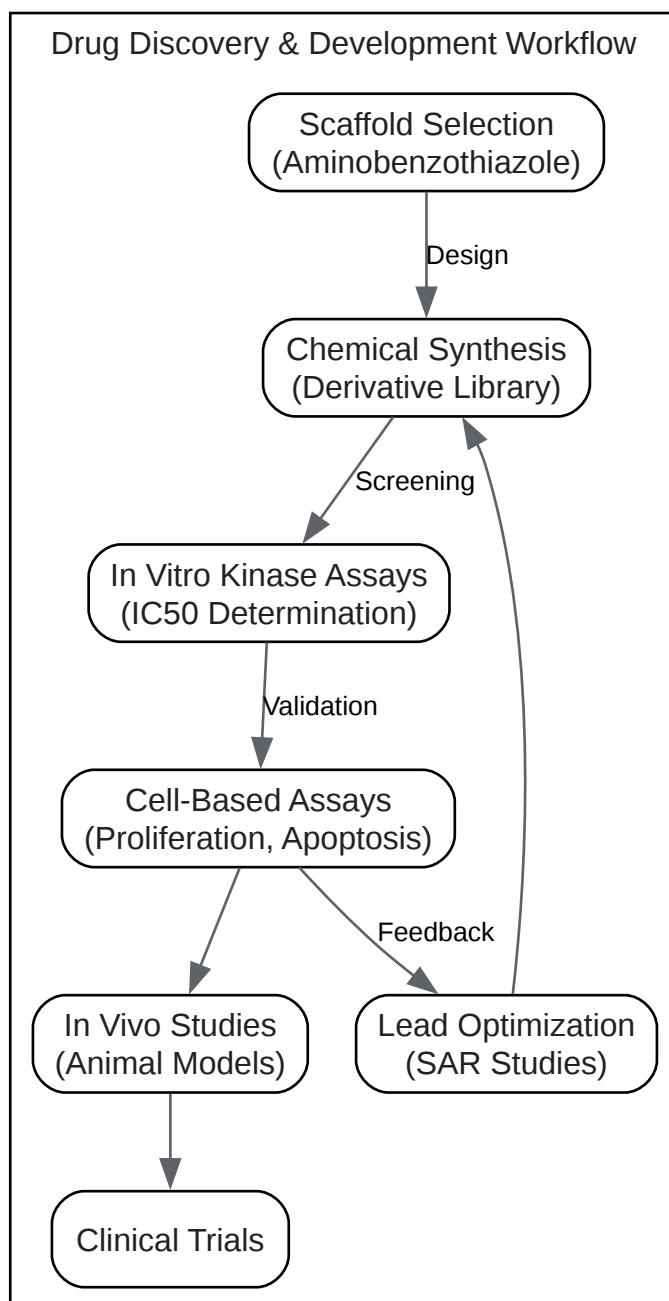 Drug Discovery & Development Workflow
Scaffold Selection
(Aminobenzothiazole)
Design
Chemical Synthesis
(Derivative Library)
Screening
In Vitro Kinase Assays
(IC50 Determination)
Validation
Cell-Based Assays
(Proliferation, Apoptosis)
Feedback
In Vivo Studies
(Animal Models)
Lead Optimization
(SAR Studies)
Clinical Trials